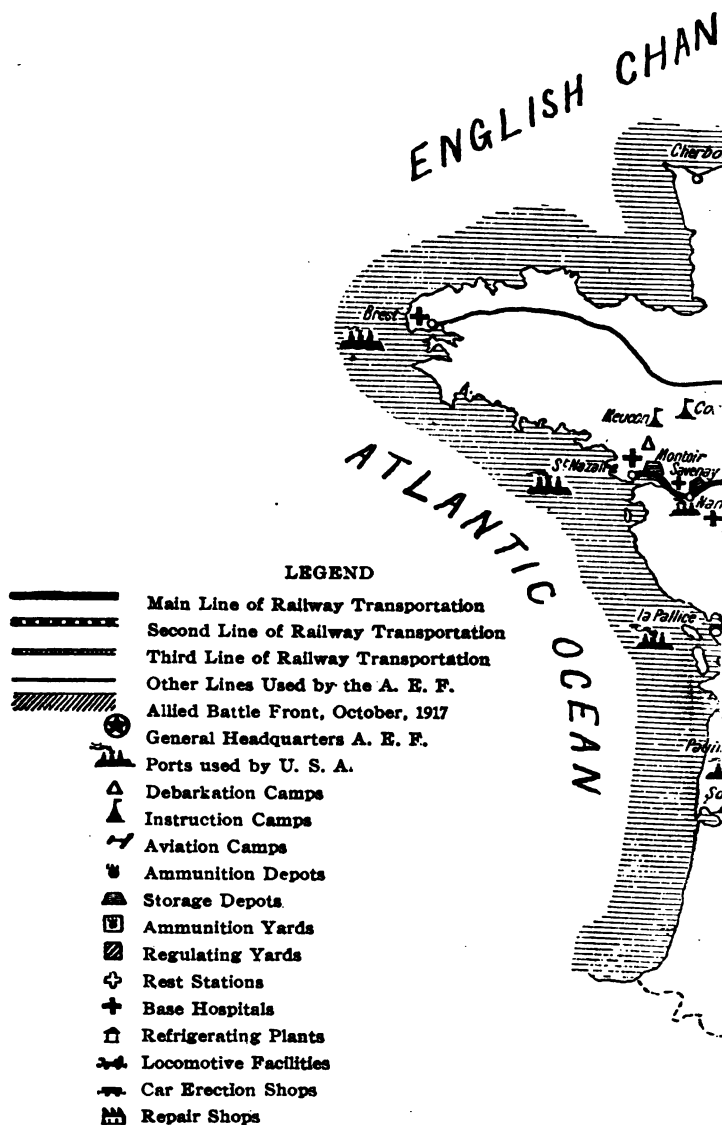 ENGLISH CHAN
Cherbo
Brest
Meucon
Co
St Nazaire
Montoir
Savenay
Nan
ATLANTIC OCEAN
la Pallice
LEGEND
Main Line of Railway Transportation
Second Line of Railway Transportation
Third Line of Railway Transportation
Other Lines Used by the A. E. F.
Allied Battle Front, October, 1917
General Headquarters A. E. F.
Ports used by U. S. A.
Debarkation Camps
Instruction Camps
Aviation Camps
Ammunition Depots
Storage Depots
Ammunition Yards
Regulating Yards
Rest Stations
Base Hospitals
Refrigerating Plants
Locomotive Facilities
Car Erection Shops
Repair Shops